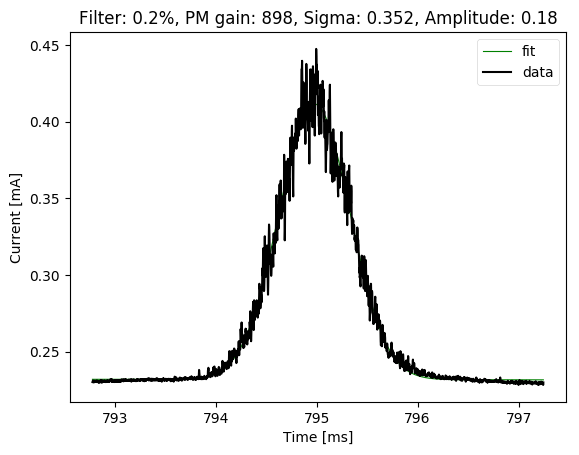 Filter: 0.2%, PM gain: 898, Sigma: 0.352, Amplitude: 0.18
fit
data
0.45
0.40
0.35
0.30
0.25
Current [mA]
793
794
795
796
797
Time [ms]